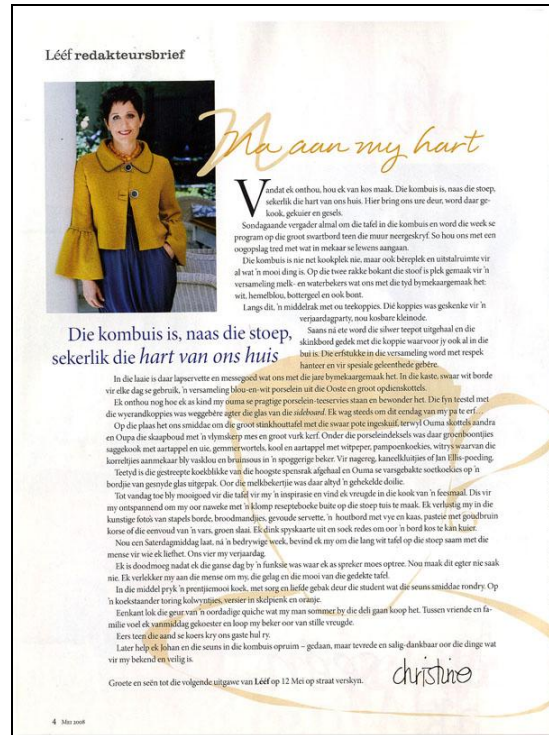 Lééf redakteursbrief
Na aan my hart
Vandat ek onthou, hou ek van kos maak. Die kombuis is, naas die stoep,
sekerlik die hart van ons huis. Hier bring ons ure deur, word daar ge-
kook, gekuier en gesels.
Sondagaande vergader almal om die tafel in die kombuis en word die week se
program op die groot swartbord teen die muur neergeskryf. So hou ons met een
oogopslag tred met wat in mekaar se lewens aangaan.
Die kombuis is nie net kookplek nie, maar ook bêreplek en uitstalruimte vir
al wat 'n mooi ding is. Op die twee rakke bokant die stoof is plek gemaak vir 'n
versameling melk- en waterbekers wat ons met die tyd bymekaargemaak het:
wit, hemelblou, bottergeel en ook bont.
Langs dit, 'n middelrak met ou teekoppies. Dié koppies was geskenke vir 'n
verjaardagparty, nou kosbare kleinode.
Saans ná ete word die silwer teepot uitgehaal en die
skinkbord gedek met die koppie waarvoor jy ook al in die
bui is. Die erfstukke in die versameling word met respek
hanteer en vir spesiale geleenthede gebêre.
Die kombuis is, naas die stoep,
sekerlik die hart van ons huis
In die laaie is daar lapservette en messegoed wat ons met die jare bymekaargemaak het. In die kaste, swaar wit borde
vir elke dag se gebruik, 'n versameling blou-en-wit porselein uit die Ooste en groot opdienskottels.
Ek onthou nog hoe ek as kind my ouma se pragtige porselein-teeservies staan en bewonder het. Die fyn teestel met
die wyerandkoppies was weggebêre agter die glas van die sideboard. Ek wag steeds om dit eendag van my pa te erf...
Op die plaas het ons smiddae om die groot stinkhouttafel met die swaar pote ingeskuif, terwyl Ouma skottels aandra
en Oupa die skaapboud met 'n vlymskerp mes en groot vurk kerf. Onder die porseleindeksels was daar groenboontjies
saggekook met aartappel en uie, gemmerwortels, kool en aartappel met witpeper, pampoenkoekies, witrys waarvan die
korreltjies aanmekaar bly vasklou en bruinsous in 'n spoggerige beker. Vir nagereg, kaneelkluitjies of Jan Ellis-poeding.
Teetyd is die gestreepte koekblikke van die hoogste spensrak afgehaal en Ouma se varsgebakte soetkoekies op 'n
bordjie van gesnyde glas uitgepak. Oor die melkbekertjie was daar altyd 'n gehekelde doilie.
Tot vandag toe bly mooigoed vir die tafel vir my 'n inspirasie en vind ek vreugde in die kook van 'n feesmaal. Dis vir
my ontspannend om my oor naweke met 'n klomp resepteboeke buite op die stoep tuis te maak. Ek verlustig my in die
kunstige foto's van stapels borde, broodmandjies, gevoude servette, 'n houtbord met vye en kaas, pasteie met goudbruin
korse of die eenvoud van 'n vars, groen slaai. Ek dink spyskaarte uit en soek redes om oor 'n bord kos te kan kuier.
Nou een Saterdagmiddag laat, ná 'n bedrywige week, bevind ek my om die lang wit tafel op die stoep saam met die
mense vir wie ek liefhet. Ons vier my verjaardag.
Ek is doodmoeg nadat ek die ganse dag by 'n funksie was waar ek as spreker moes optree. Nou maak dit egter nie saak
nie. Ek verlekker my aan die mense om my, die gelag en die mooi van die gedekte tafel.
In die middel pryk 'n prentjiemooi koek, met sorg en liefde gebak deur die student wat die seuns smiddae rondry. Op
'n koekstaander toring kolwyntjies, versier in skelpienk en oranje.
Eenkant lok die geur van 'n oordadige quiche wat my man sommer by die deli gaan koop het. Tussen vriende en fa-
milie voel ek vanmiddag gekoester en loop my beker oor van stille vreugde.
Eers teen die aand se koers kry ons gaste hul ry.
Later help ek Johan en die seuns in die kombuis opruim – gedaan, maar tevrede en salig-dankbaar oor die dinge wat
vir my bekend en veilig is.
Groete en seën tot die volgende uitgawe van Lééf op 12 Mei op straat verskyn.
christine
4 Mei 2008